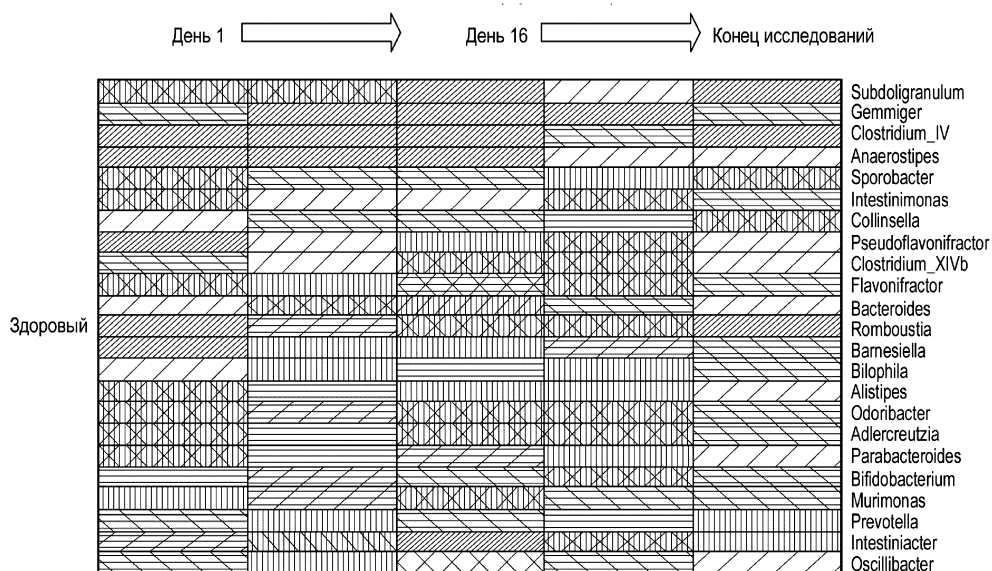 День 1
День 16
Конец исследований
Здоровый
Subdoligranulum
Gemmiger
Clostridium_IV
Anaerostipes
Sporobacter
Intestinimonas
Collinsella
Pseudoflavonifractor
Clostridium_XIVb
Flavonifractor
Bacteroides
Romboustia
Barnesiella
Bilophila
Alistipes
Odoribacter
Adlercreutzia
Parabacteroides
Bifidobacterium
Murimonas
Prevotella
Intestiniacter
Oscillibacter